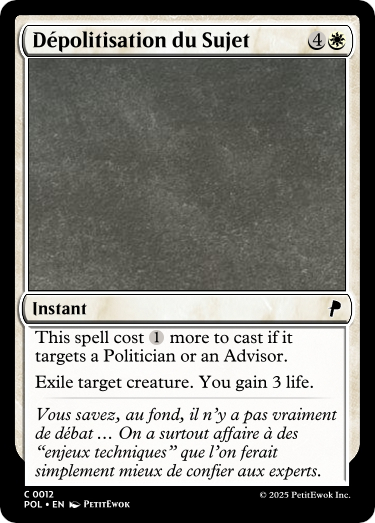 Dépolitisation du Sujet 4
Instant
This spell cost 1 more to cast if it
targets a Politician or an Advisor.
Exile target creature. You gain 3 life.
Vous savez, au fond, il n’y a pas vraiment
de débat … On a surtout affaire à des
“enjeux techniques” que l’on ferait
simplement mieux de confier aux experts.
C 0012
POL • EN PETITEWOK
© 2025 PetitEwok Inc.